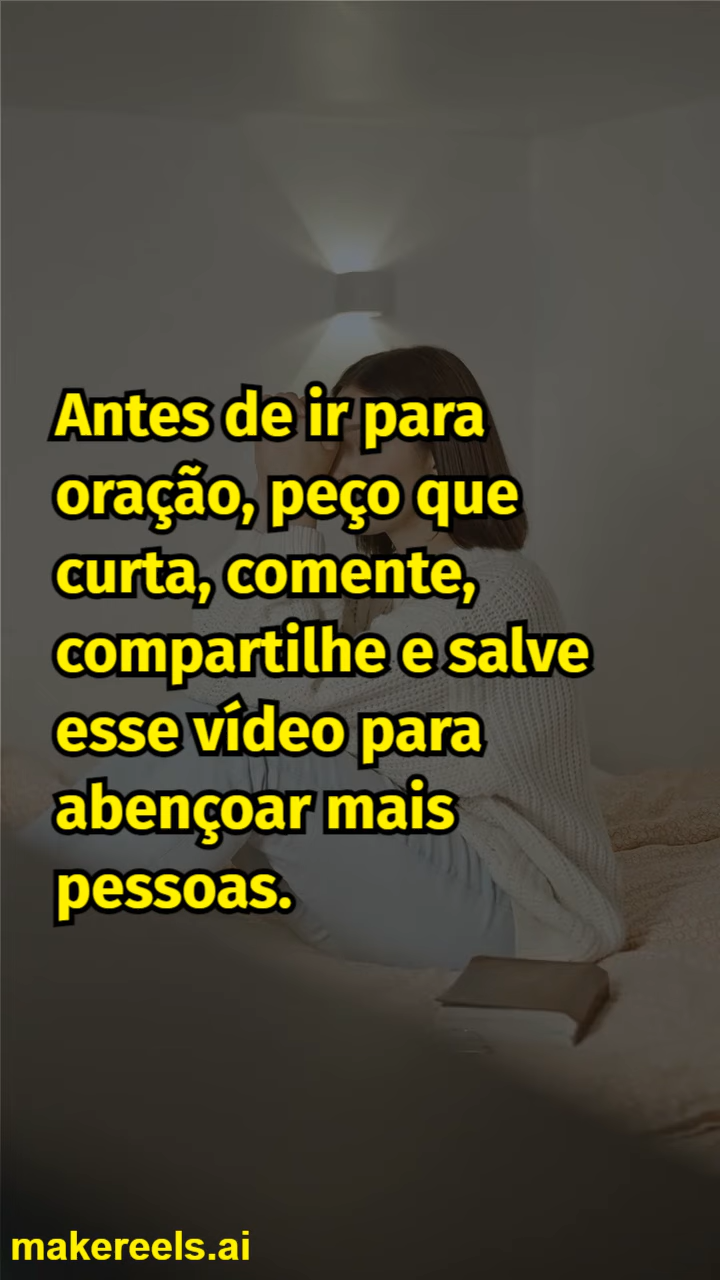 Antes de ir para
oração, peço que
curta, comente,
compartilhe e salve
esse vídeo para
abençoar mais
pessoas.
makereels.ai